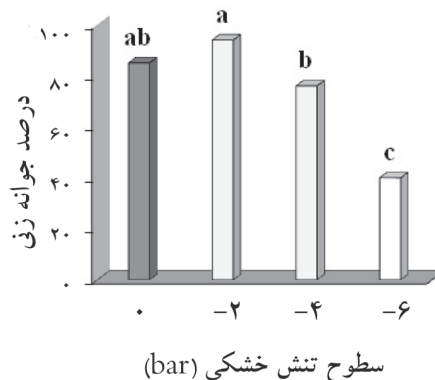 درصد جوانه زنی
۱۰۰
۸۰
۶۰
۴۰
۲۰
۰
ab
a
b
c
۰ -۲ -۴ -۶
سطوح تنش خشکی (bar)